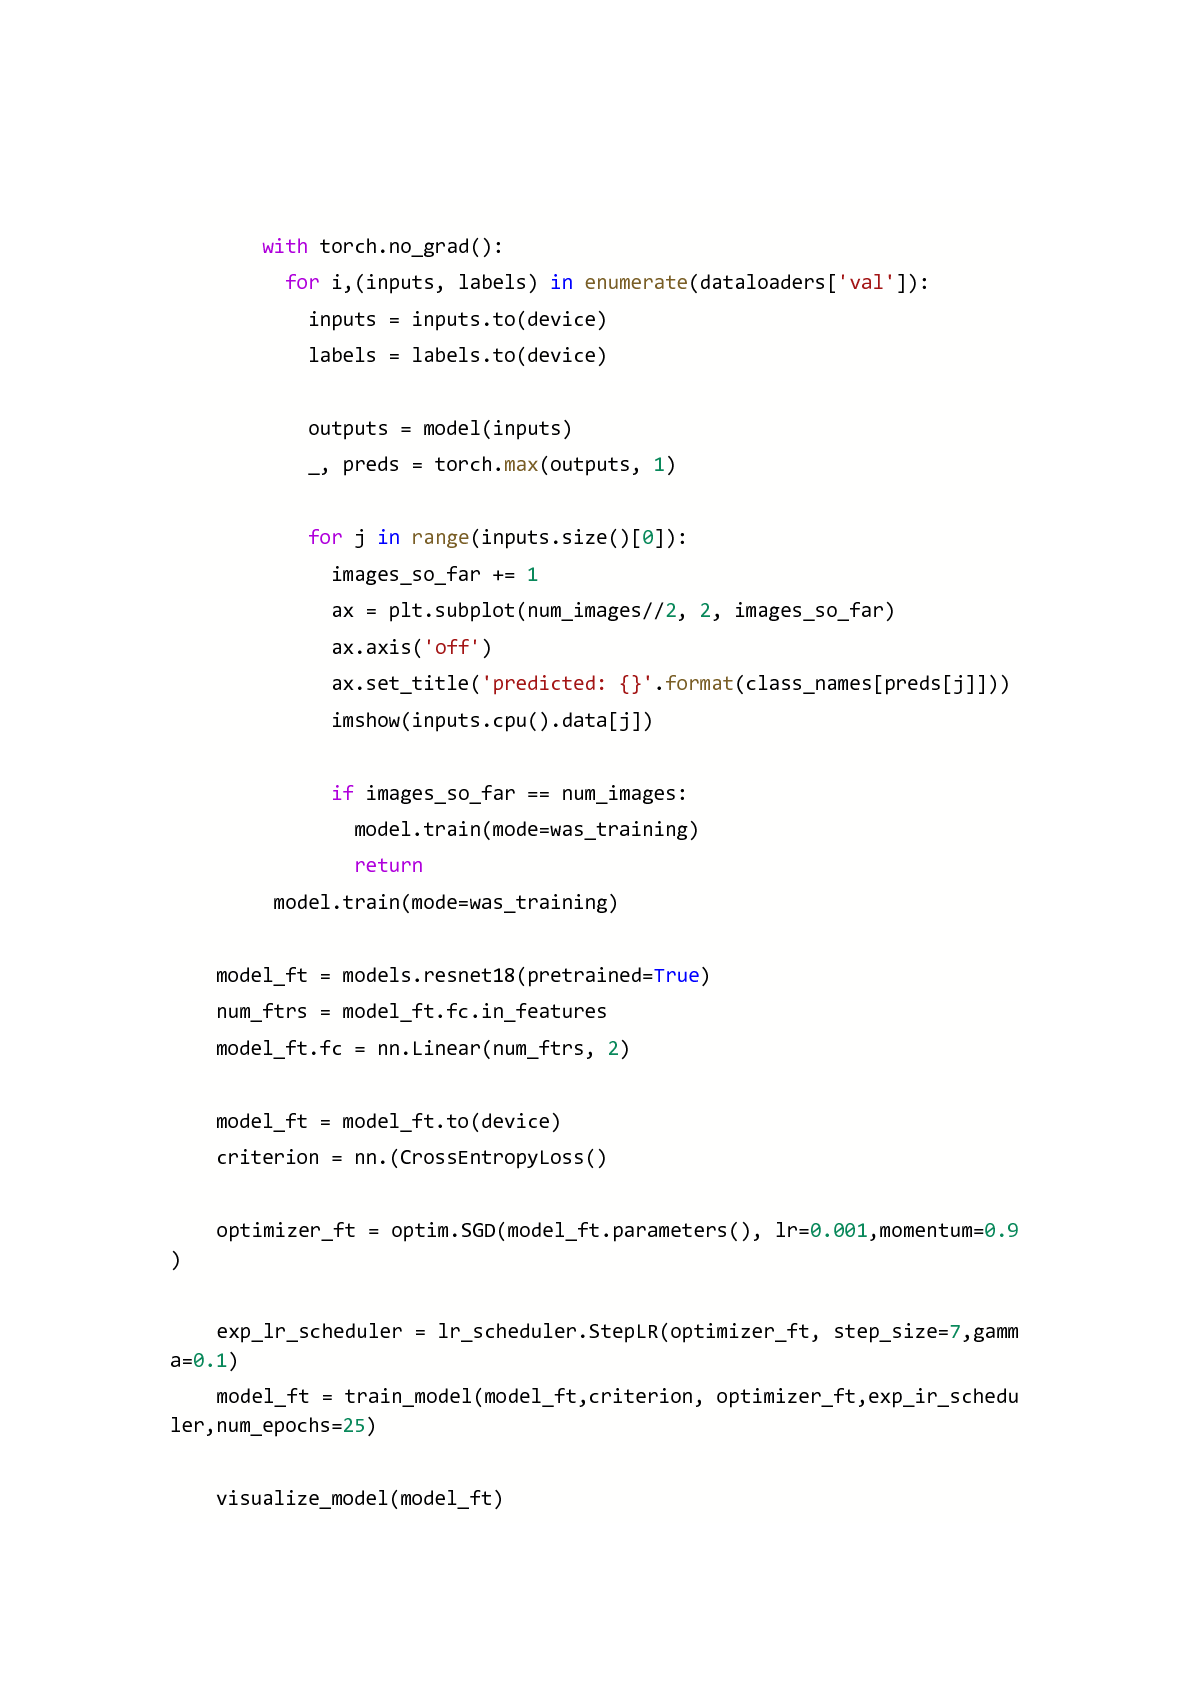 with torch.no_grad():
for i,(inputs, labels) in enumerate(dataloaders['val']):
inputs = inputs.to(device)
labels = labels.to(device)
outputs = model(inputs)
_, preds = torch.max(outputs, 1)
for j in range(inputs.size()[0]):
images_so_far += 1
ax = plt.subplot(num_images//2, 2, images_so_far)
ax.axis('off')
ax.set_title('predicted: {}'.format(class_names[preds[j]]))
imshow(inputs.cpu().data[j])
if images_so_far == num_images:
model.train(mode=was_training)
return
model.train(mode=was_training)
model_ft = models.resnet18(pretrained=True)
num_ftrs = model_ft.fc.in_features
model_ft.fc = nn.Linear(num_ftrs, 2)
model_ft = model_ft.to(device)
criterion = nn.(CrossEntropyLoss()
optimizer_ft = optim.SGD(model_ft.parameters(), lr=0.001,momentum=0.9
)
exp_lr_scheduler = lr_scheduler.StepLR(optimizer_ft, step_size=7,gamm
a=0.1)
model_ft = train_model(model_ft,criterion, optimizer_ft,exp_ir_schedu
ler,num_epochs=25)
visualize_model(model_ft)